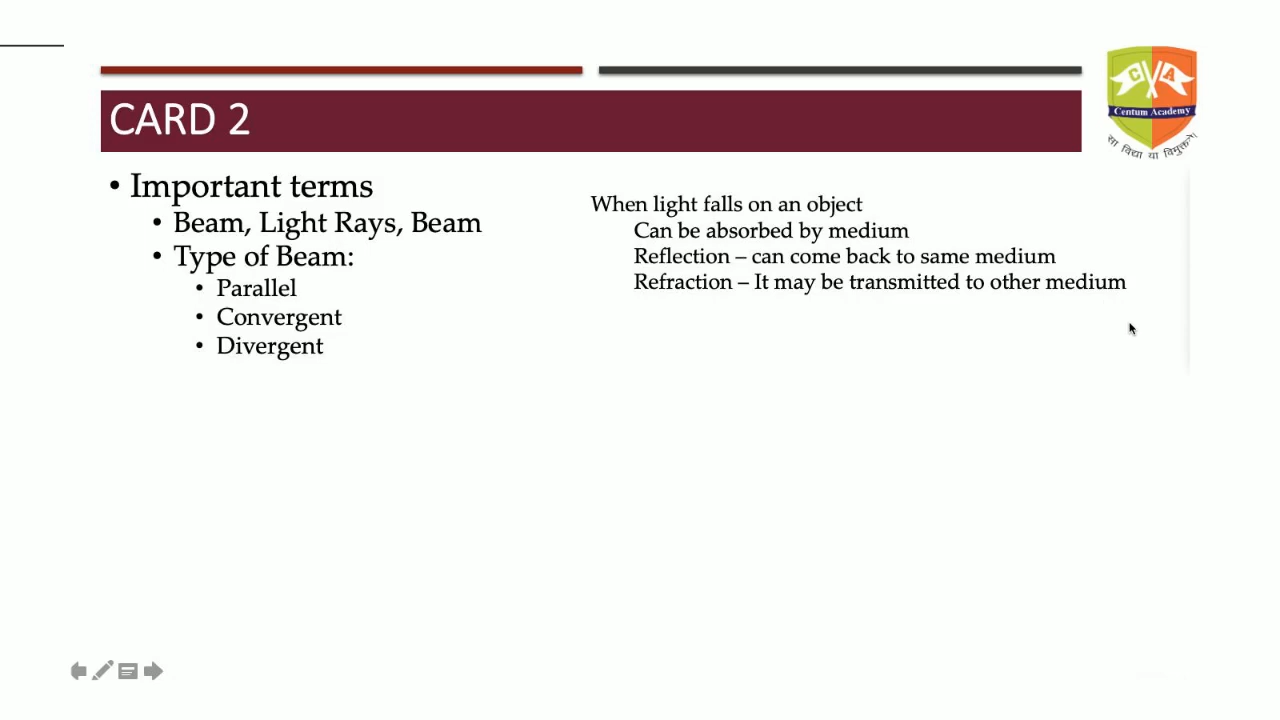 CARD 2
C A
Centum Academy
सा विद्या या विमुक्तये
• Important terms
• Beam, Light Rays, Beam
• Type of Beam:
• Parallel
• Convergent
• Divergent
When light falls on an object
Can be absorbed by medium
Reflection – can come back to same medium
Refraction – It may be transmitted to other medium